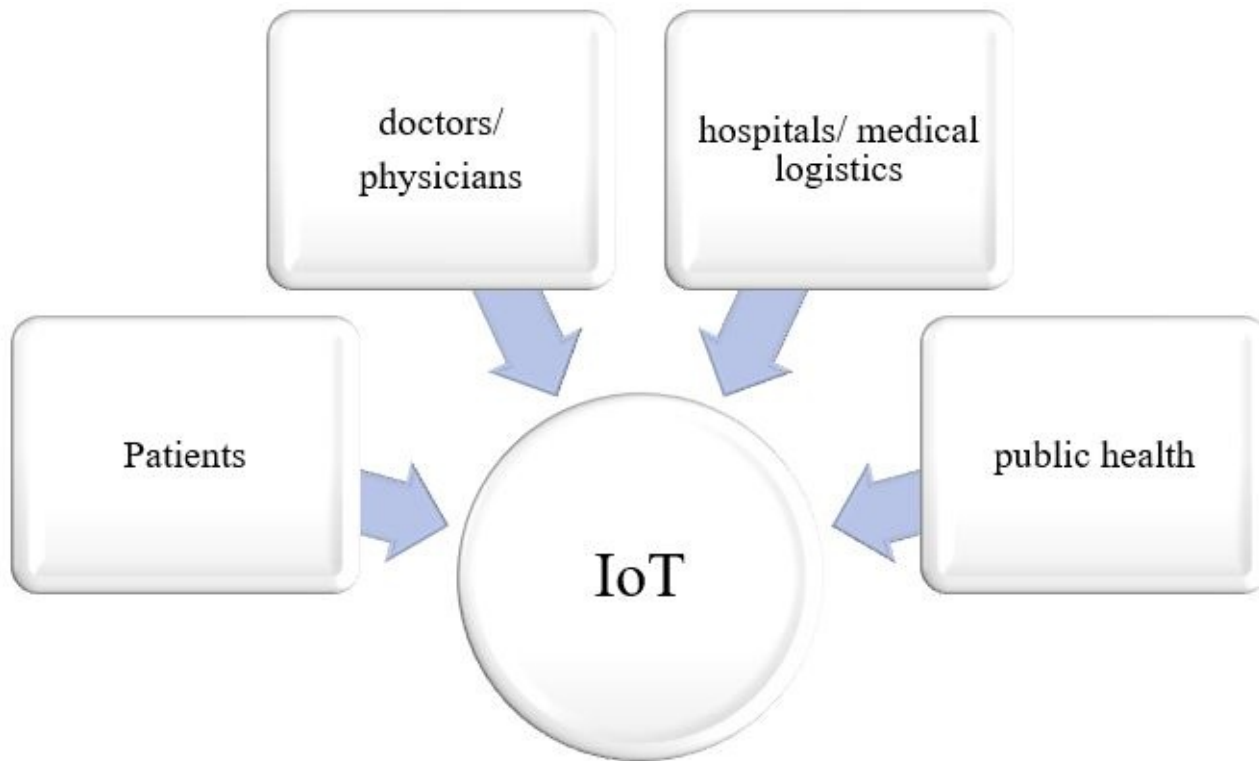 doctors/
physicians
hospitals/ medical
logistics
Patients
public health
IoT